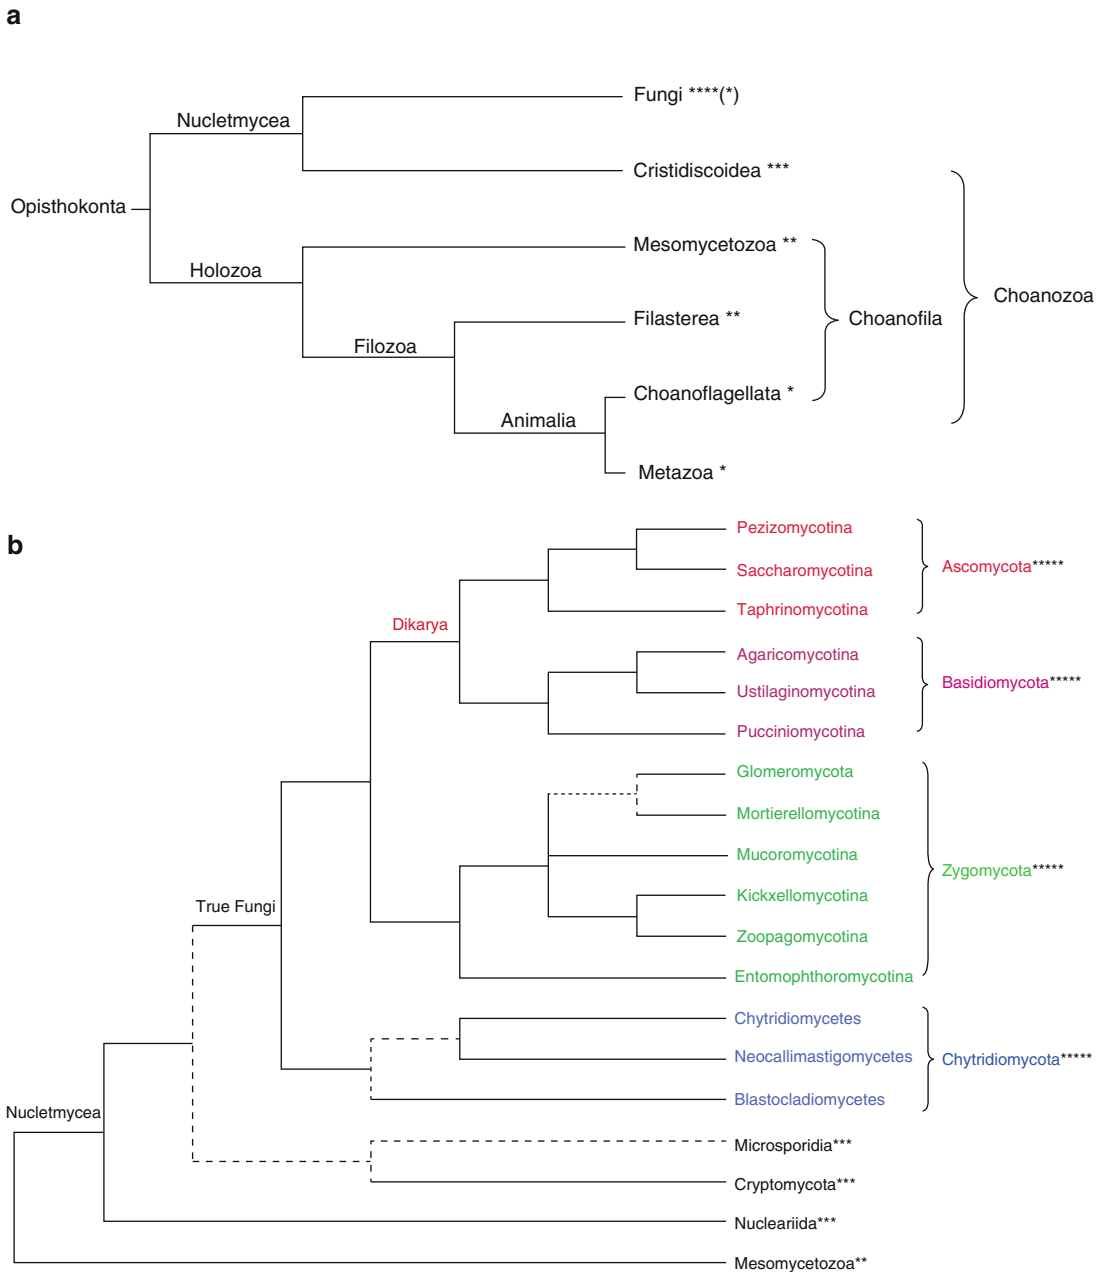 a
Fungi ****(*)
Nucletmycea
Cristidiscoidea ***
Opisthokonta
Mesomycetozoa **
Holozoa
Choanozoa
Filasterea **
Choanofila
Filozoa
Choanoflagellata *
Animalia
Metazoa *
b
Pezizomycotina
Ascomycota*****
Saccharomycotina
Taphrinomycotina
Dikarya
Agaricomycotina
Basidiomycota*****
Ustilaginomycotina
Pucciniomycotina
Glomeromycota
Mortierellomycotina
Mucoromycotina
Zygomycota*****
Kickxellomycotina
True Fungi
Zoopagomycotina
Entomophthoromycotina
Chytridiomycetes
Neocallimastigomycetes
Chytridiomycota*****
Blastocladiomycetes
Nucletmycea
Microsporidia***
Cryptomycota***
Nucleariida***
Mesomycetozoa**